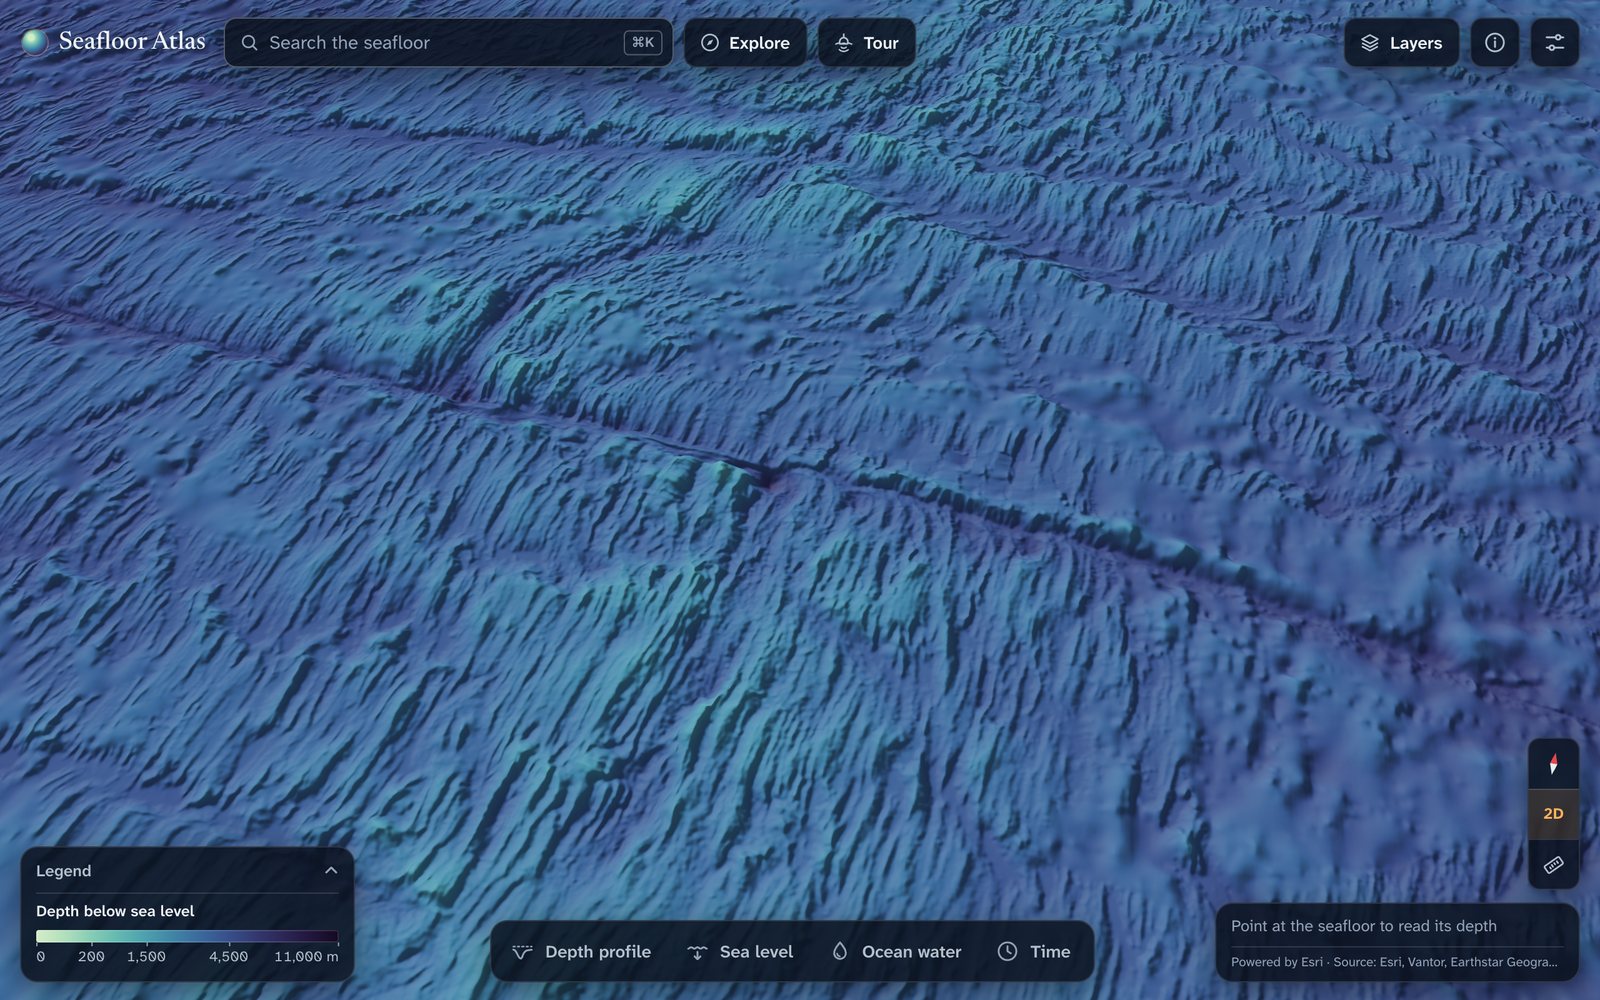 Seafloor Atlas
Search the seafloor
⌘K
Explore
Tour
Layers
2D
Legend
Depth below sea level
0 200 1,500 4,500 11,000 m
Depth profile
Sea level
Ocean water
Time
Point at the seafloor to read its depth
Powered by Esri · Source: Esri, Vantor, Earthstar Geogra...